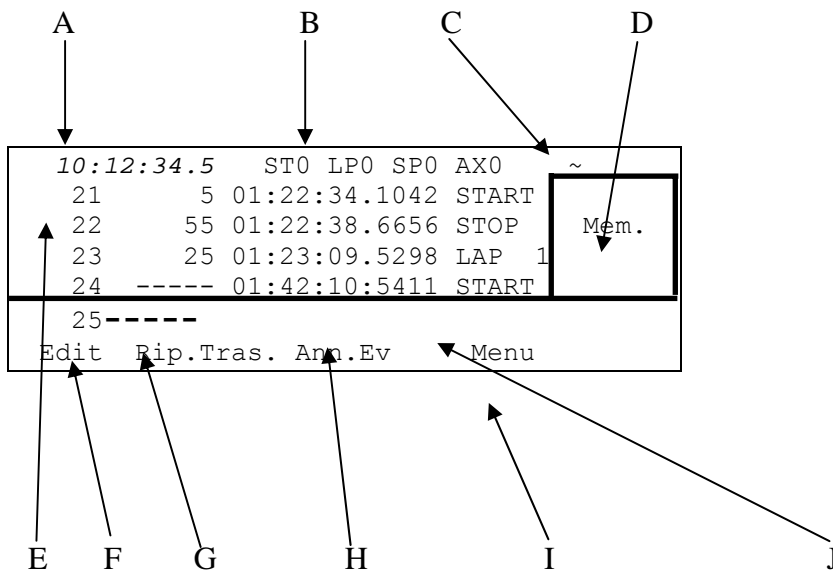 A B C D
10:12:34.5 ST0 LP0 SP0 AX0 ~
21 5 01:22:34.1042 START
22 55 01:22:38.6656 STOP Mem.
23 25 01:23:09.5298 LAP 1
24 ----- 01:42:10:5411 START
25-----
Edit Rip.Tras. Ann.Ev Menu
E F G H I J